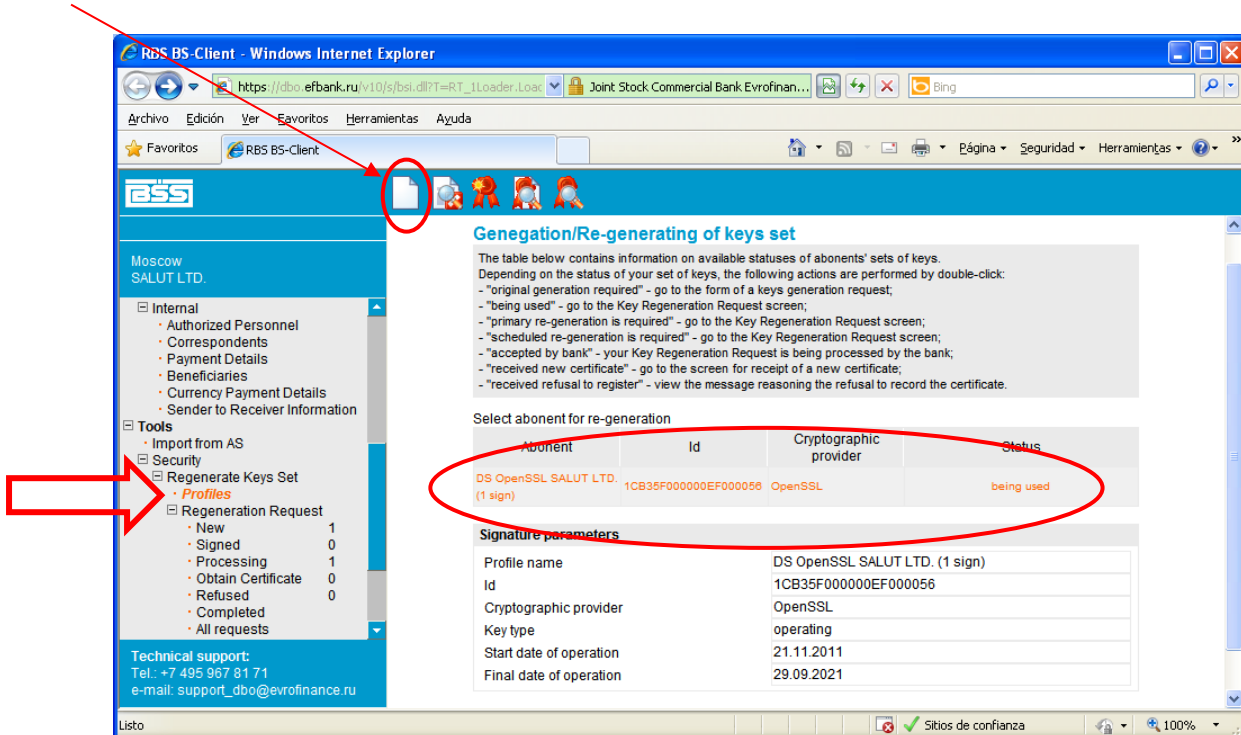 RBS BS-Client - Windows Internet Explorer
https://dbo.efbank.ru/v10/s/bsi.dll?T=RT_1Loader.Loac Joint Stock Commercial Bank Evrofinan... Bing
Archivo Edición Ver Favoritos Herramientas Ayuda
Favoritos RBS BS-Client Página Seguridad Herramientas »
BSS
Moscow
SALUT LTD.
Internal
Authorized Personnel
Correspondents
Payment Details
Beneficiaries
Currency Payment Details
Sender to Receiver Information
Tools
Import from AS
Security
Regenerate Keys Set
Profiles
Regeneration Request
New 1
Signed 0
Processing 1
Obtain Certificate 0
Refused 0
Completed
All requests
Technical support:
Tel.: +7 495 967 81 71
e-mail: support_dbo@evrofinance.ru
Genegation/Re-generating of keys set
The table below contains information on available statuses of abonents' sets of keys.
Depending on the status of your set of keys, the following actions are performed by double-click:
- "original generation required" - go to the form of a keys generation request;
- "being used" - go to the Key Regeneration Request screen;
- "primary re-generation is required" - go to the Key Regeneration Request screen;
- "scheduled re-generation is required" - go to the Key Regeneration Request screen;
- "accepted by bank" - your Key Regeneration Request is being processed by the bank;
- "received new certificate" - go to the screen for receipt of a new certificate;
- "received refusal to register" - view the message reasoning the refusal to record the certificate.
Select abonent for re-generation
Abonent Id Cryptographic provider Status
DS OpenSSL SALUT LTD. (1 sign) 1CB35F000000EF000056 OpenSSL being used
Signature parameters
Profile name DS OpenSSL SALUT LTD. (1 sign)
Id 1CB35F000000EF000056
Cryptographic provider OpenSSL
Key type operating
Start date of operation 21.11.2011
Final date of operation 29.09.2021
Listo Sitios de confianza 100%